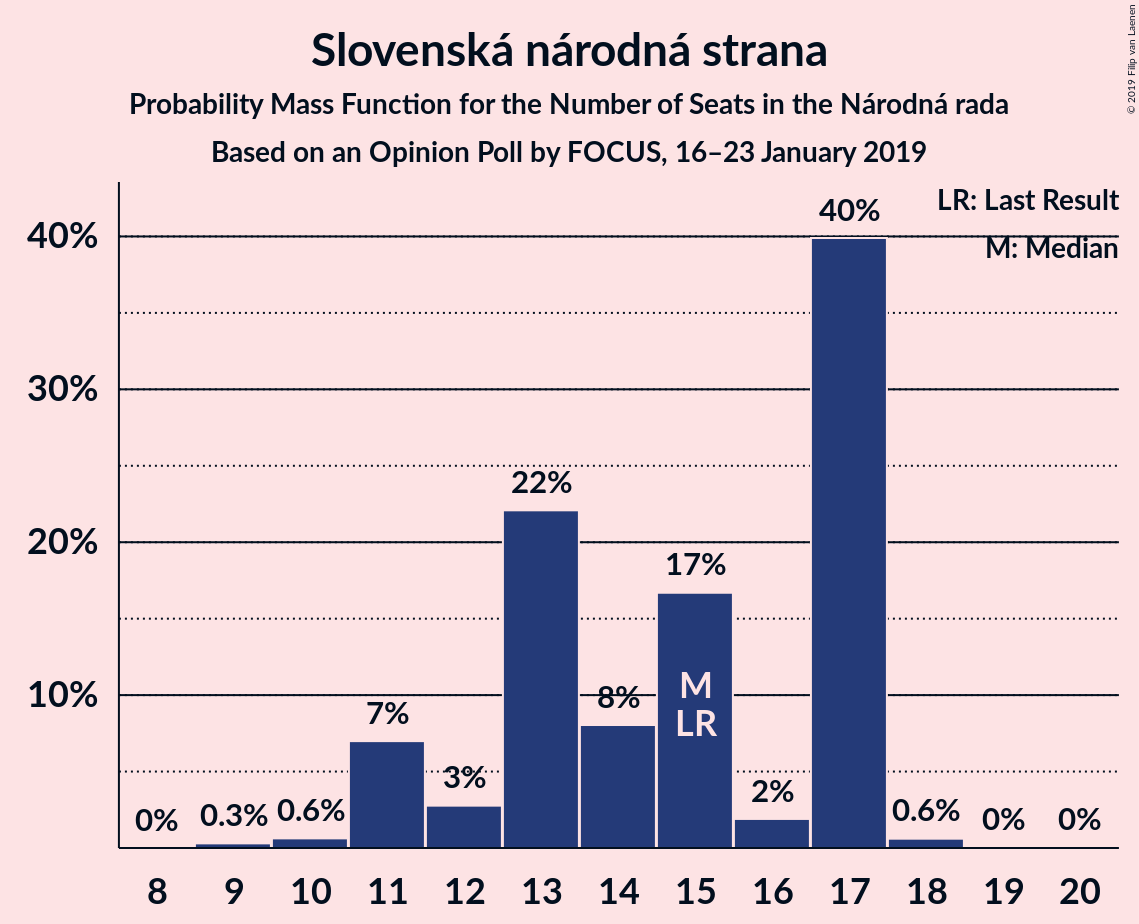 Slovenská národná strana
Probability Mass Function for the Number of Seats in the Národná rada
Based on an Opinion Poll by FOCUS, 16–23 January 2019
© 2019 Filip van Laenen
LR: Last Result
M: Median
40%
30%
20%
10%
0%
0.3%
0.6%
7%
3%
22%
8%
17%
2%
40%
0.6%
0%
0%
M
LR
8 9 10 11 12 13 14 15 16 17 18 19 20